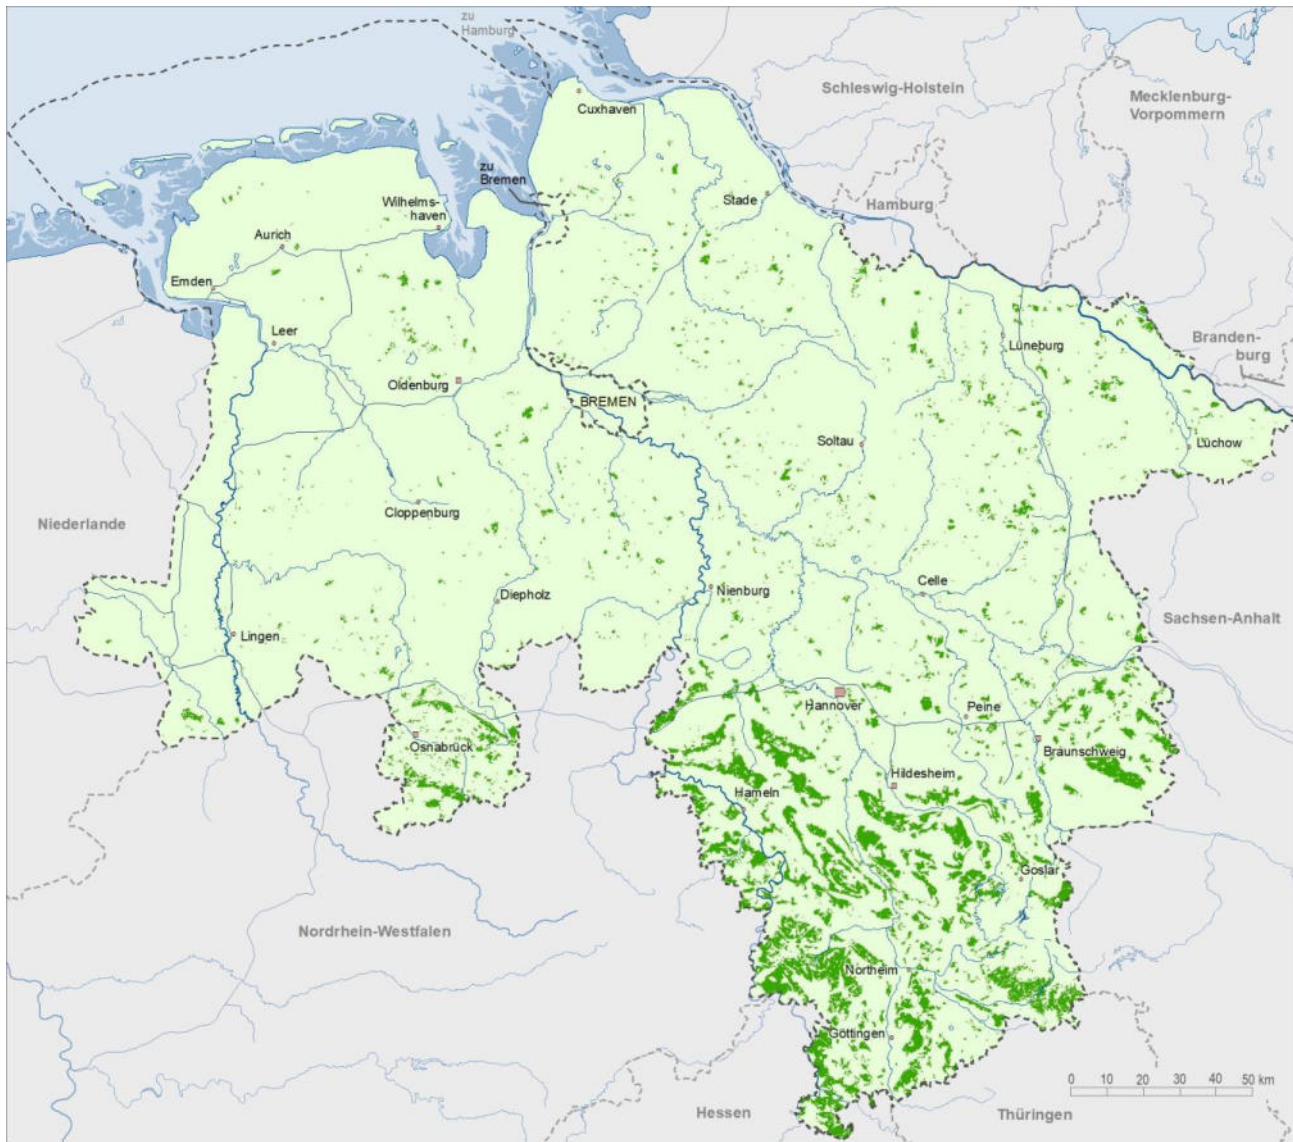 zu
Hamburg
Cuxhaven
Schleswig-Holstein
Mecklenburg-
Vorpommern
zu
Bremen
Wilhelms-
haven
Stade
Hamburg
Aurich
Emden
Leer
Lüneburg
Branden-
burg
Oldenburg
BREMEN
Soltau
Lüchow
Cloppenburg
Niederlande
Celle
Diepholz
Nienburg
Sachsen-Anhalt
Lingen
Hannover
Peine
Osnabrück
Braunschweig
Hildesheim
Hameln
Goslar
Nordrhein-Westfalen
Northeim
Göttingen
0 10 20 30 40 50 km
Hessen
Thüringen